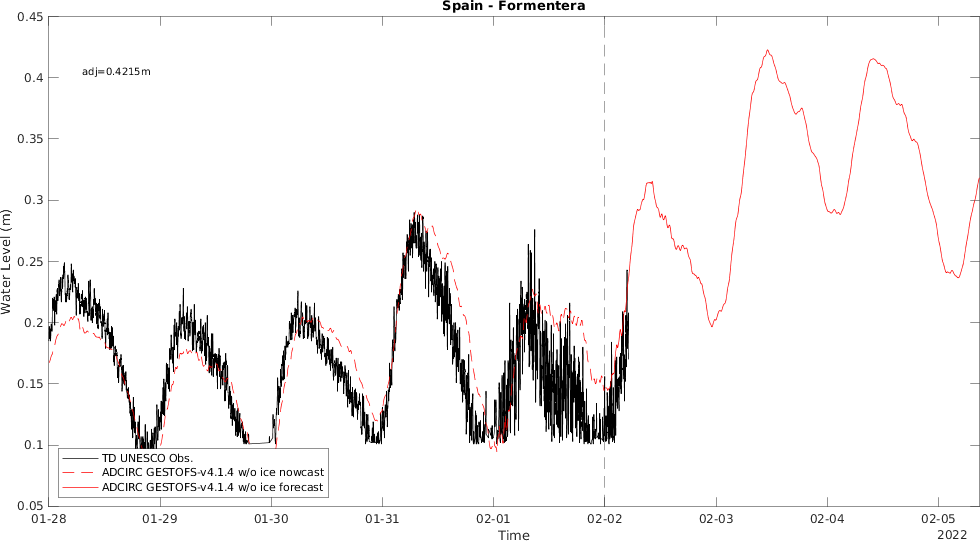 Spain - Formentera
adj=0.4215m
Water Level (m)
0.45
0.4
0.35
0.3
0.25
0.2
0.15
0.1
0.05
TD UNESCO Obs.
ADCIRC GESTOFS-v4.1.4 w/o ice nowcast
ADCIRC GESTOFS-v4.1.4 w/o ice forecast
01-28 01-29 01-30 01-31 02-01 02-02 02-03 02-04 02-05
Time
2022